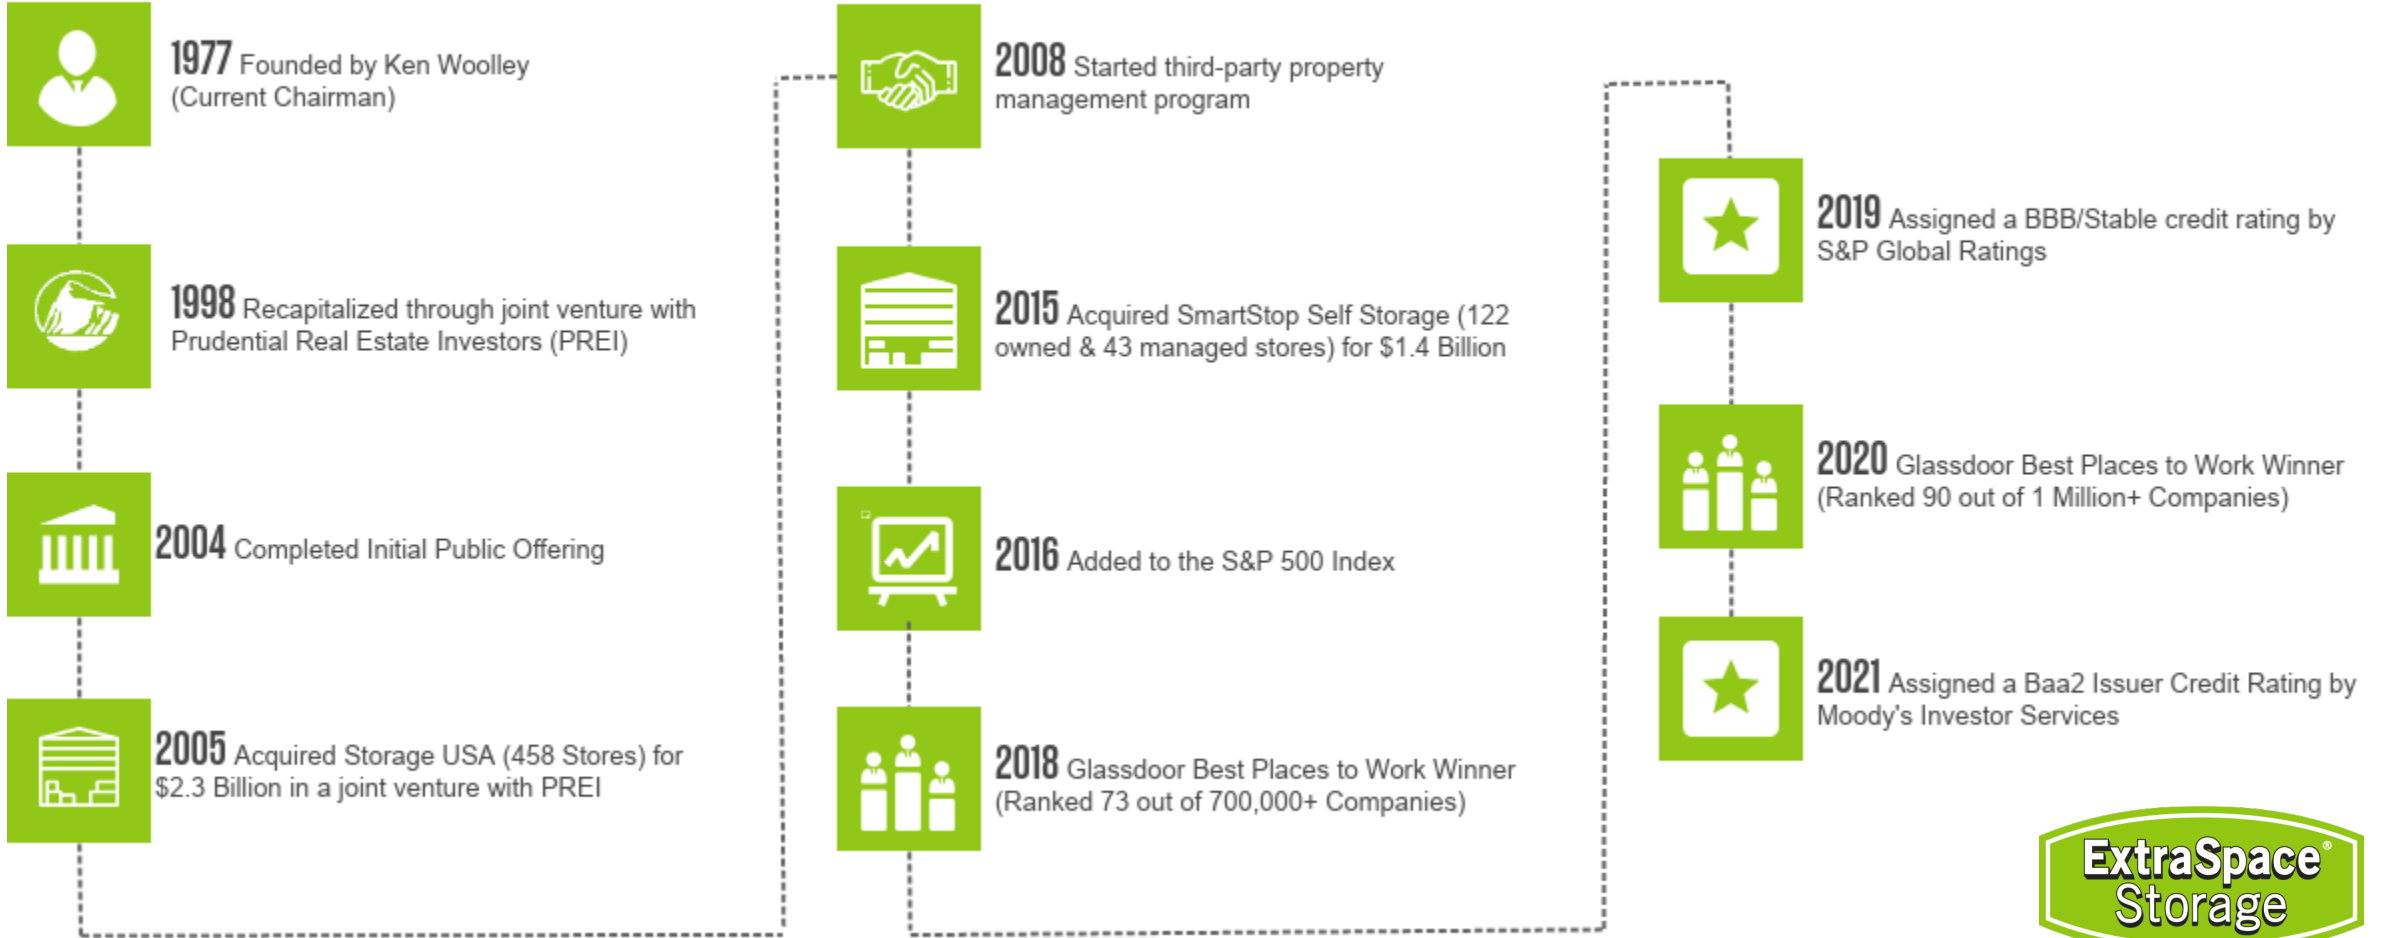 1977 Founded by Ken Woolley
(Current Chairman)
1998 Recapitalized through joint venture with
Prudential Real Estate Investors (PREI)
2004 Completed Initial Public Offering
2005 Acquired Storage USA (458 Stores) for
$2.3 Billion in a joint venture with PREI
2008 Started third-party property
management program
2015 Acquired SmartStop Self Storage (122
owned & 43 managed stores) for $1.4 Billion
2016 Added to the S&P 500 Index
2018 Glassdoor Best Places to Work Winner
(Ranked 73 out of 700,000+ Companies)
2019 Assigned a BBB/Stable credit rating by
S&P Global Ratings
2020 Glassdoor Best Places to Work Winner
(Ranked 90 out of 1 Million+ Companies)
2021 Assigned a Baa2 Issuer Credit Rating by
Moody's Investor Services
ExtraSpace®
Storage